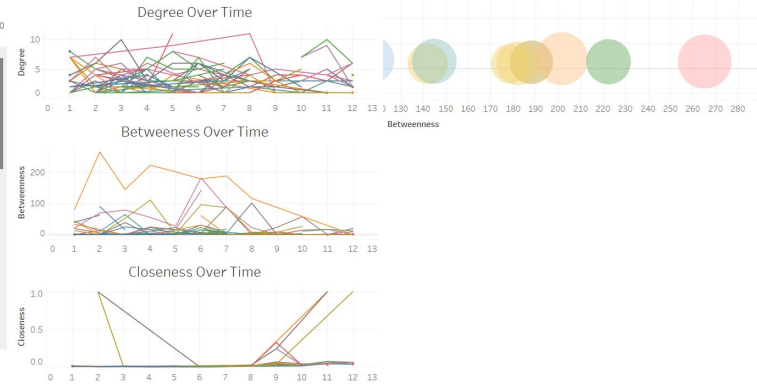 Degree Over Time
0
10
5
0
Degree
0 1 2 3 4 5 6 7 8 9 10 11 12 13
130 140 150 160 170 180 190 200 210 220 230 240 250 260 270 280
Betweenness
Betweeness Over Time
200
100
0
Betweenness
0 1 2 3 4 5 6 7 8 9 10 11 12 13
Closeness Over Time
1.0
0.5
0.0
Closeness
0 1 2 3 4 5 6 7 8 9 10 11 12 13